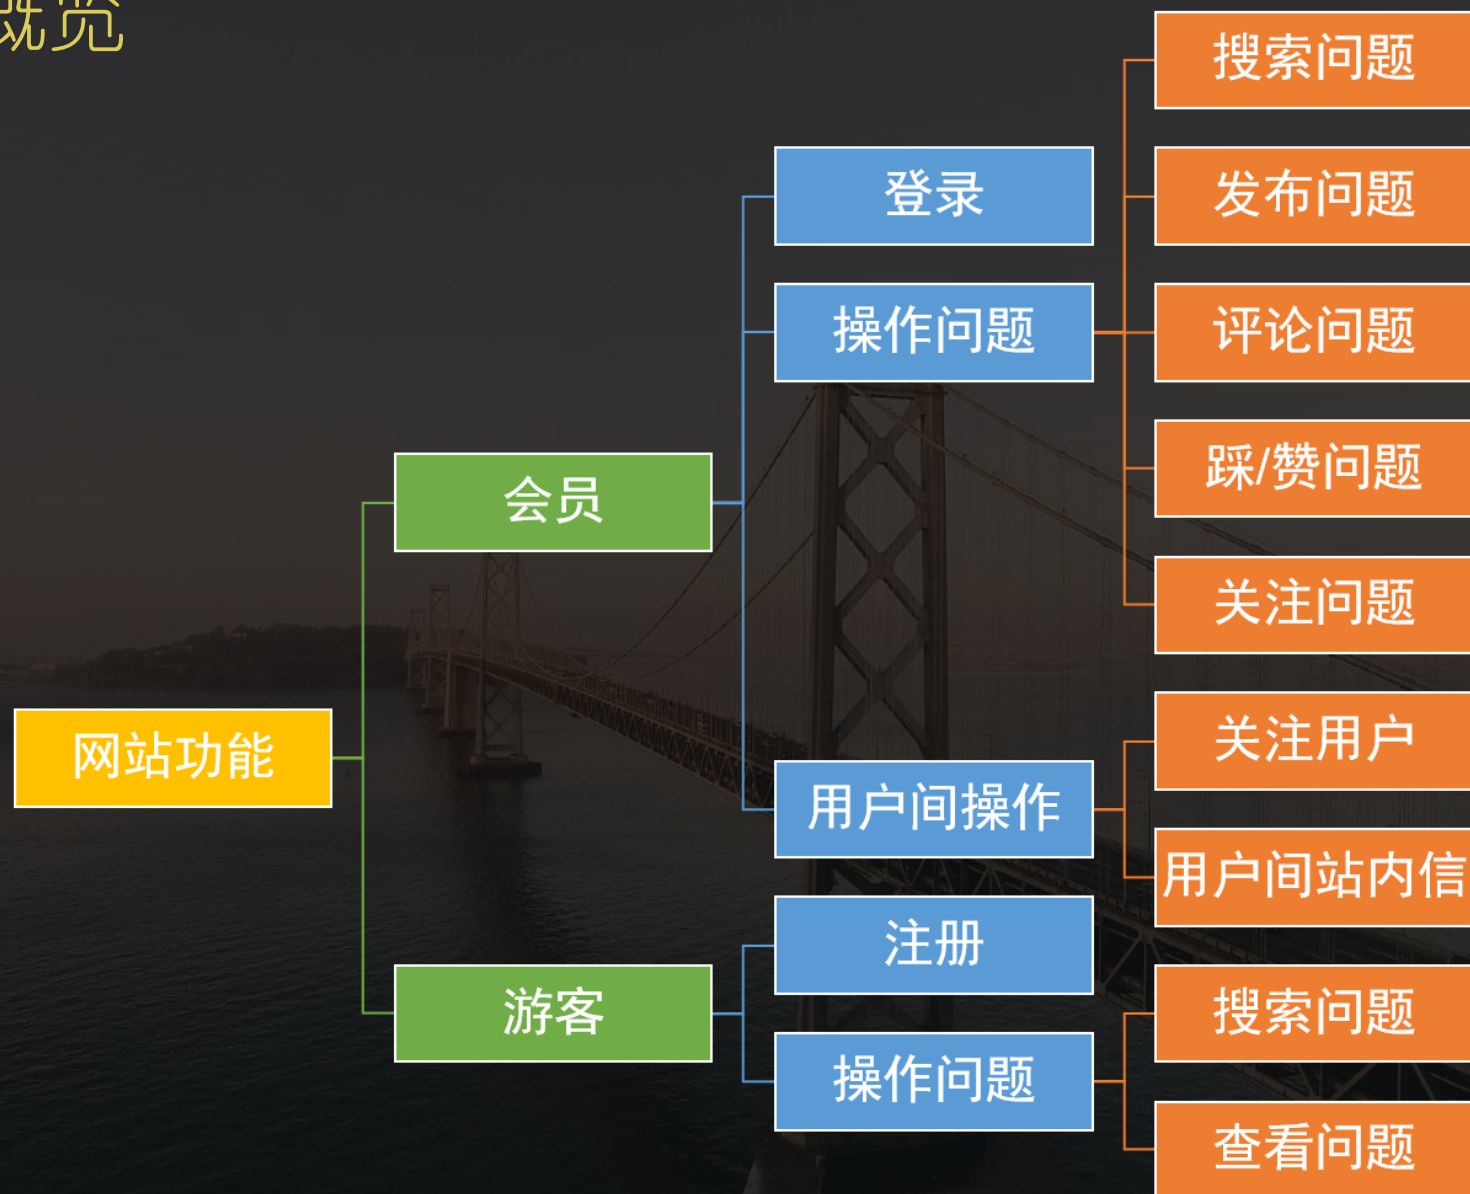 概览
网站功能
会员
登录
操作问题
搜索问题
发布问题
评论问题
踩/赞问题
关注问题
用户间操作
关注用户
用户间站内信
游客
注册
操作问题
搜索问题
查看问题